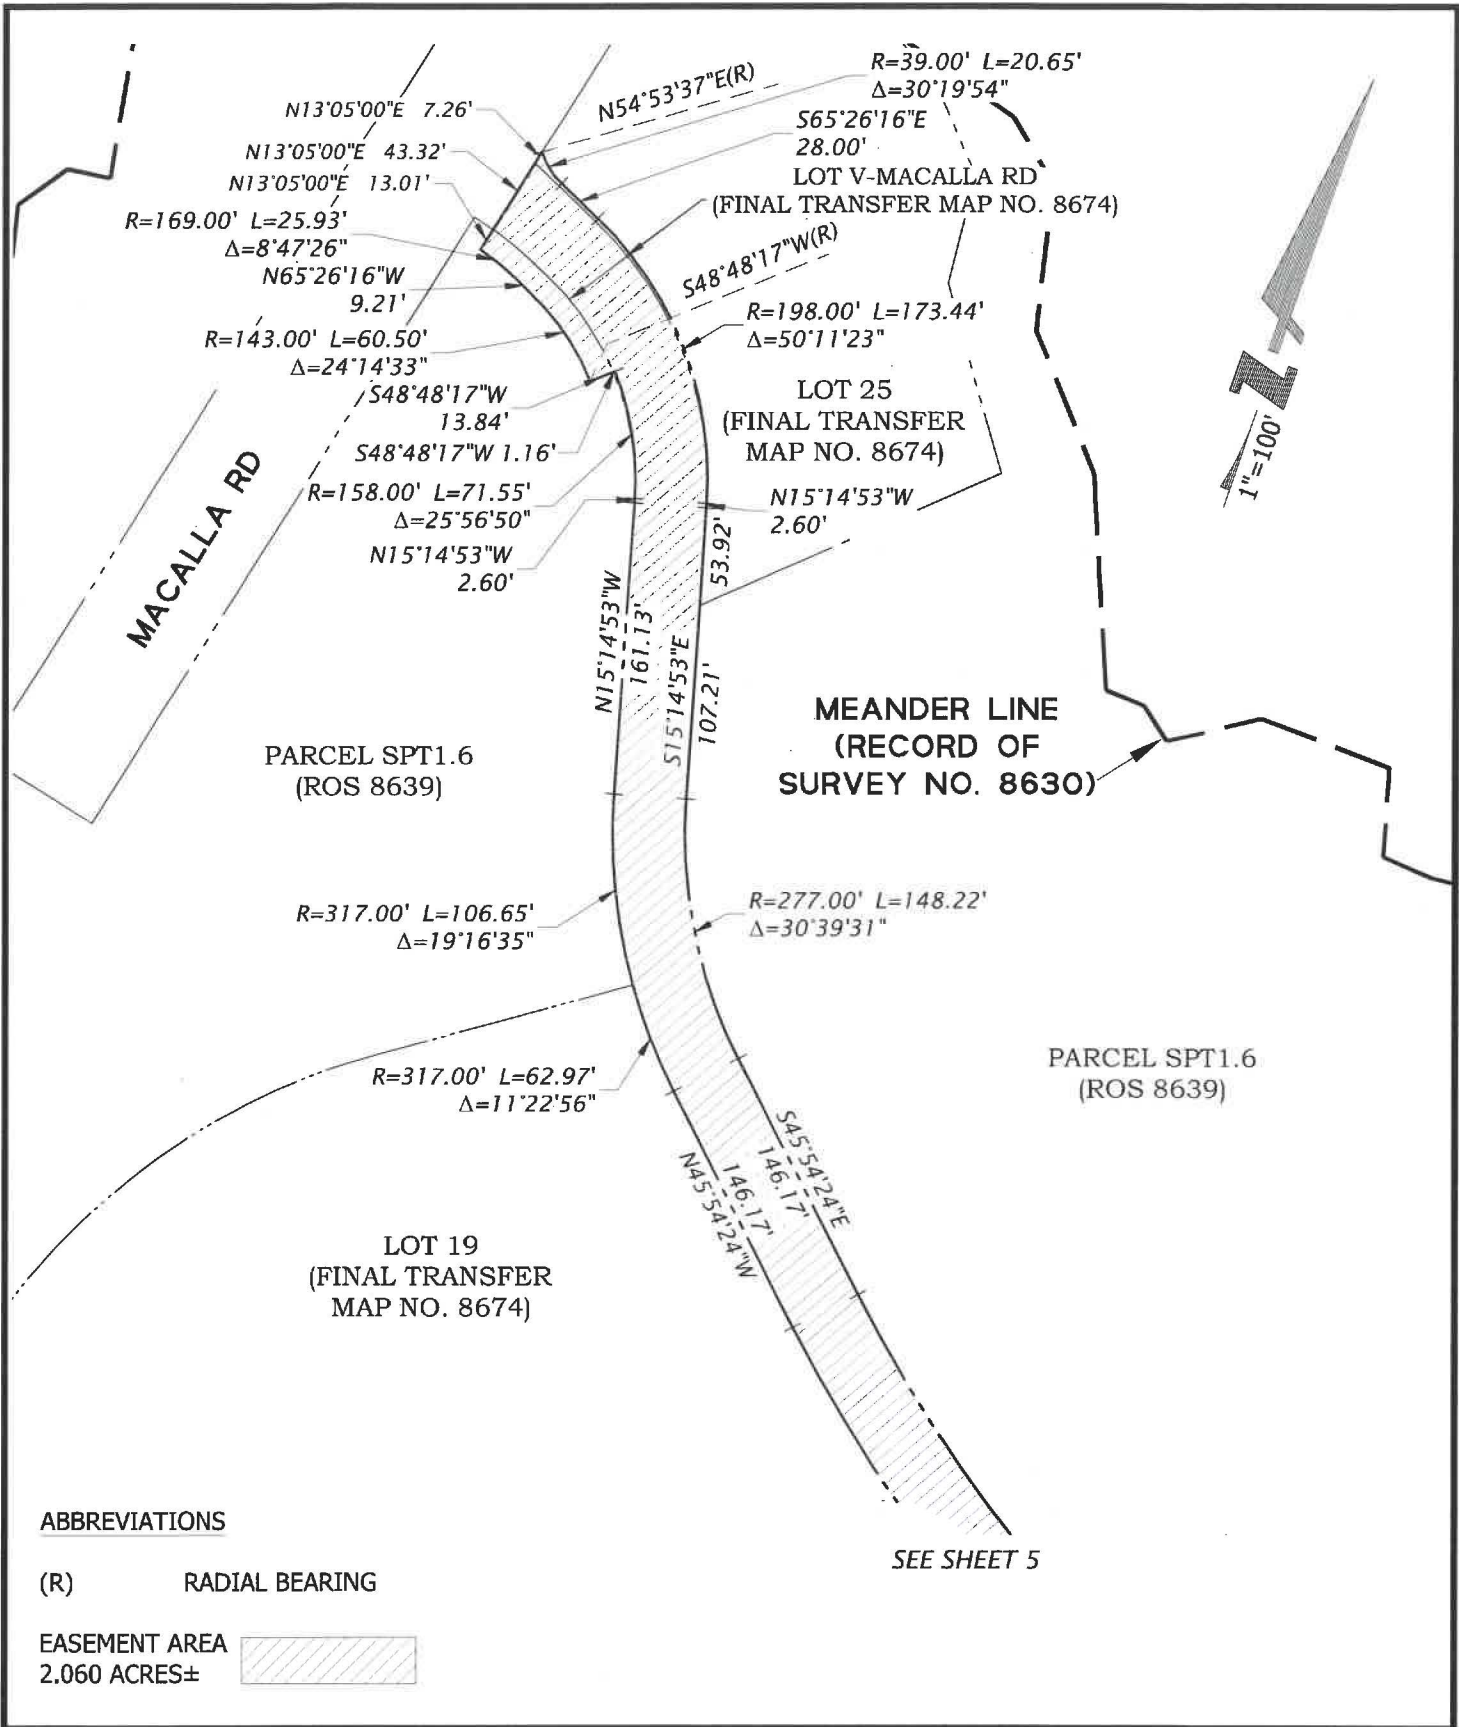 R=39.00' L=20.65'
Δ=30°19'54"
N54°53'37"E(R)
N13°05'00"E 7.26'
S65°26'16"E
28.00'
N13°05'00"E 43.32'
LOT V-MACALLA RD
(FINAL TRANSFER MAP NO. 8674)
N13°05'00"E 13.01'
R=169.00' L=25.93'
Δ=8°47'26"
S48°48'17"W(R)
N65°26'16"W
9.21'
R=198.00' L=173.44'
Δ=50°11'23"
R=143.00' L=60.50'
Δ=24°14'33"
LOT 25
(FINAL TRANSFER
MAP NO. 8674)
S48°48'17"W
13.84'
S48°48'17"W 1.16'
1"=100'
Z
MACALLA RD
R=158.00' L=71.55'
Δ=25°56'50"
N15°14'53"W
2.60'
N15°14'53"W
2.60'
53.92'
N15°14'53"W
161.13'
S15°14'53"E
107.21'
MEANDER LINE
(RECORD OF
SURVEY NO. 8630)
PARCEL SPT1.6
(ROS 8639)
R=317.00' L=106.65'
Δ=19°16'35"
R=277.00' L=148.22'
Δ=30°39'31"
R=317.00' L=62.97'
Δ=11°22'56"
PARCEL SPT1.6
(ROS 8639)
S45°54'24"E
146.17'
146.17'
N45°54'24"W
LOT 19
(FINAL TRANSFER
MAP NO. 8674)
SEE SHEET 5
ABBREVIATIONS
(R) RADIAL BEARING
EASEMENT AREA
2.060 ACRES±